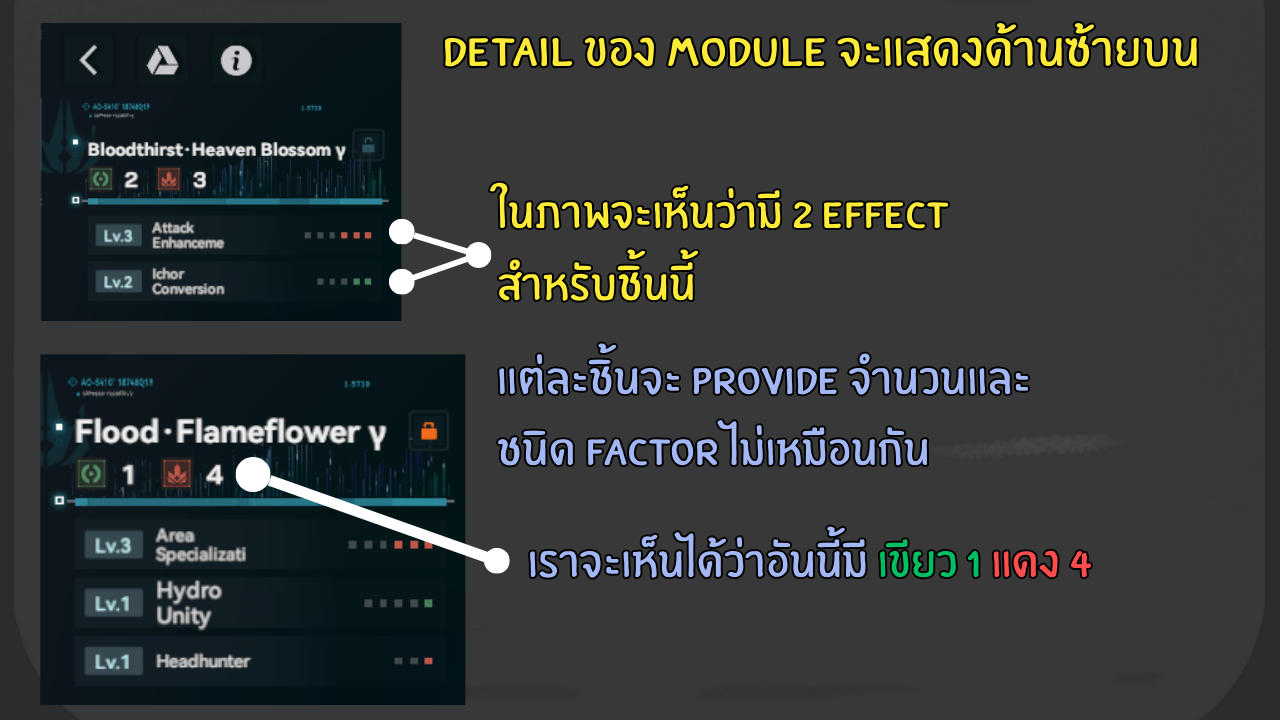 DETAIL ของ MODULE จะแสดงด้านซ้ายบน
Bloodthirst·Heaven Blossom γ
2 3
Lv.3 Attack
Enhanceme
Lv.2 Ichor
Conversion
ในภาพจะเห็นว่ามี 2 EFFECT
สำหรับชิ้นนี้
แต่ละชิ้นจะ PROVIDE จำนวนและ
ชนิด FACTOR ไม่เหมือนกัน
1-5739
Flood·Flameflower γ
1 4
Lv.3 Area
Specializati
Lv.1 Hydro
Unity
Lv.1 Headhunter
เราจะเห็นได้ว่าอันนี้มี เขียว 1 แดง 4